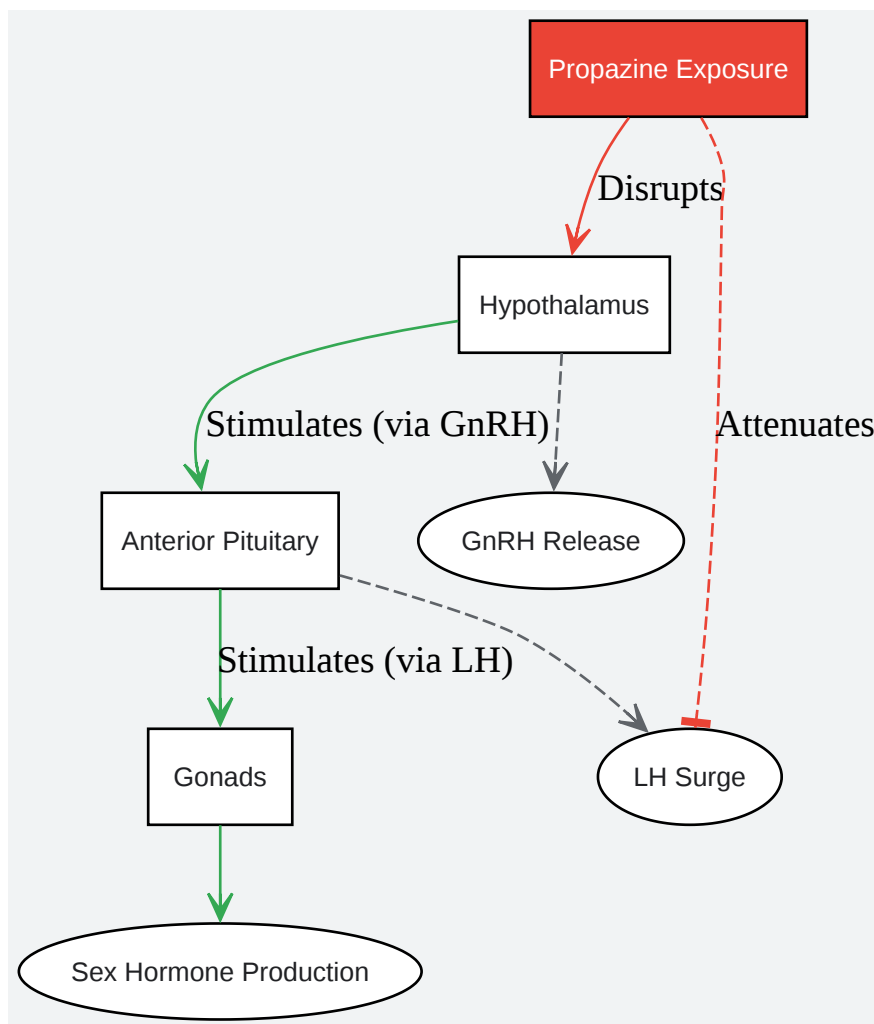 Propazine Exposure
Disrupts
Hypothalamus
Stimulates (via GnRH)
Attenuates
Anterior Pituitary
GnRH Release
Stimulates (via LH)
Gonads
LH Surge
Sex Hormone Production